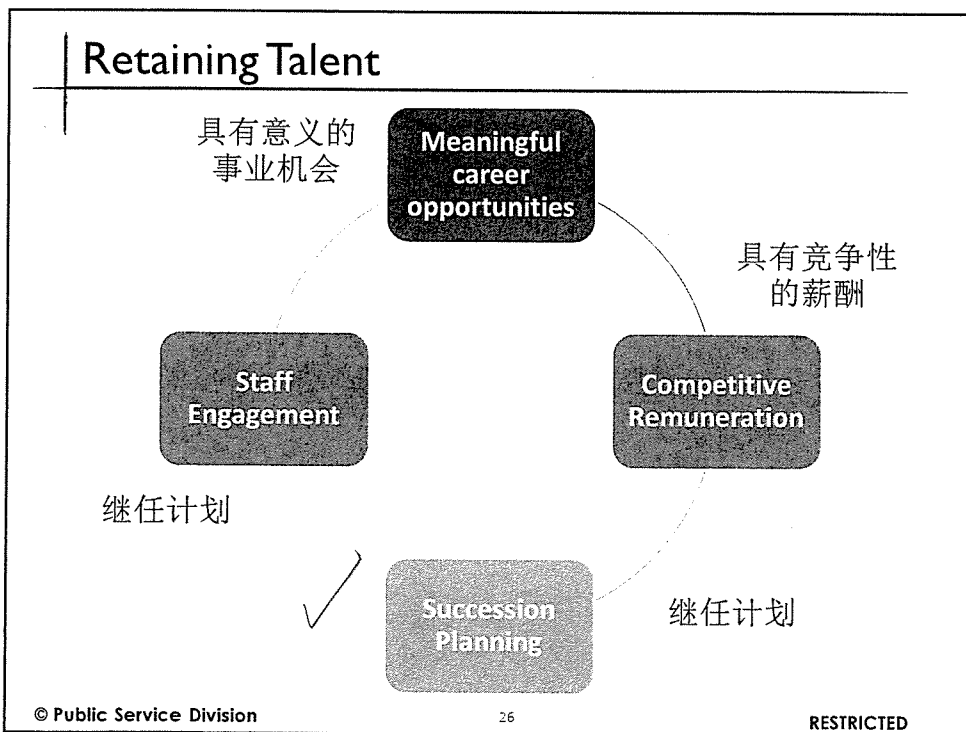 Retaining Talent
具有意义的
事业机会
Meaningful
career
opportunities
具有竞争性
的薪酬
Staff
Engagement
Competitive
Remuneration
继任计划
Succession
Planning
继任计划
© Public Service Division
26
RESTRICTED